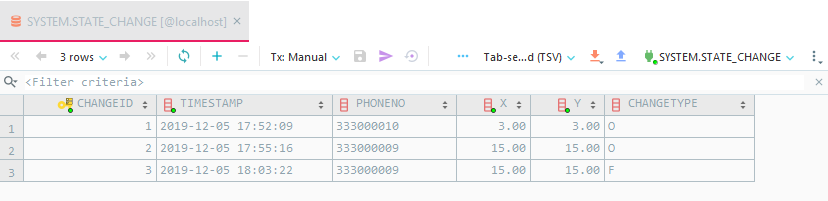 SYSTEM.STATE_CHANGE [@localhost]
3 rows Tx: Manual Tab-se...d (TSV) SYSTEM.STATE_CHANGE
<Filter criteria>
CHANGEID TIMESTAMP PHONENO X Y CHANGETYPE
1 1 2019-12-05 17:52:09 333000010 3.00 3.00 O
2 2 2019-12-05 17:55:16 333000009 15.00 15.00 O
3 3 2019-12-05 18:03:22 333000009 15.00 15.00 F